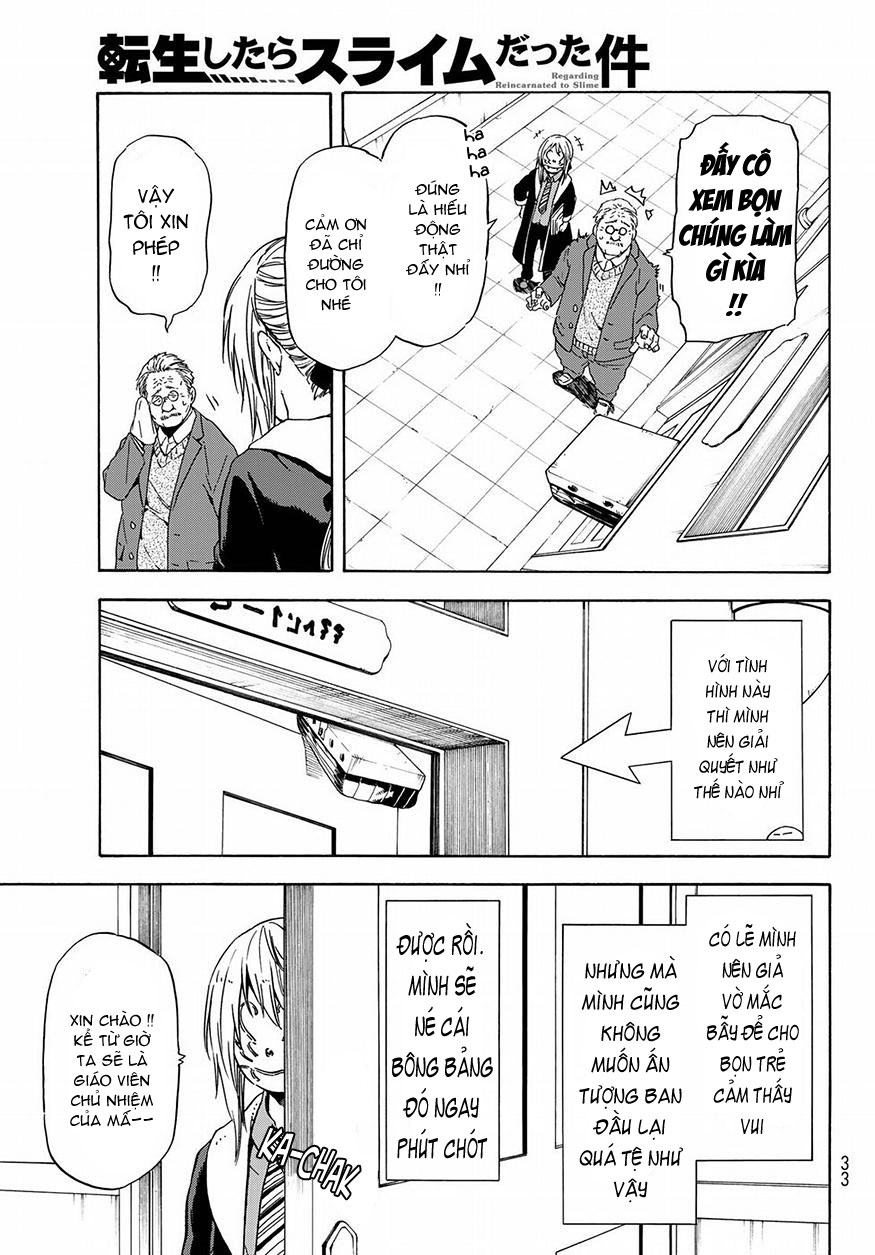 転生したらスライムだった件
Regarding
Reincarnated to Slime
ĐẤY CÔ
XEM BỌN
CHÚNG LÀM
GÌ KÌA
!!
ha
ha
ha
ĐÚNG
LÀ HIẾU
ĐỘNG THẬT
ĐẤY NHỈ
!!
CẢM ƠN
ĐÃ CHỈ
ĐƯỜNG
CHO TÔI
NHÉ
VẬY
TÔI XIN
PHÉP
!!
VỚI TÌNH
HÌNH NÀY
THÌ MÌNH
NÊN GIẢI
QUYẾT NHƯ
THẾ NÀO NHỈ
CÓ LẼ MÌNH
NÊN GIẢ
VỜ MẮC
BẪY ĐỂ CHO
BỌN TRẺ
CẢM THẤY
VUI
NHƯNG MÀ
MÌNH CŨNG
KHÔNG
MUỐN ẤN
TƯỢNG BAN
ĐẦU LẠI
QUÁ TỆ NHƯ
VẬY
ĐƯỢC RỒI.
MÌNH SẼ
NÉ CÁI
BÔNG BẢNG
ĐÓ NGAY
PHÚT CHÓT
KA-CHAK
XIN CHÀO !!
KỂ TỪ GIỜ
TA SẼ LÀ
GIÁO VIÊN
CHỦ NHIỆM
CỦA MẤ--
33